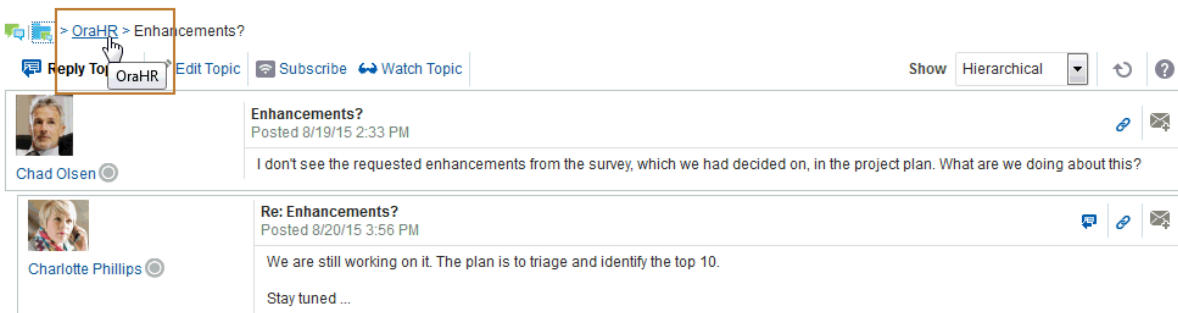 > OraHR > Enhancements?
Reply To Edit Topic Subscribe Watch Topic Show Hierarchical
OraHR
Enhancements?
Posted 8/19/15 2:33 PM
I don't see the requested enhancements from the survey, which we had decided on, in the project plan. What are we doing about this?
Chad Olsen
Re: Enhancements?
Posted 8/20/15 3:56 PM
We are still working on it. The plan is to triage and identify the top 10.
Charlotte Phillips
Stay tuned ...